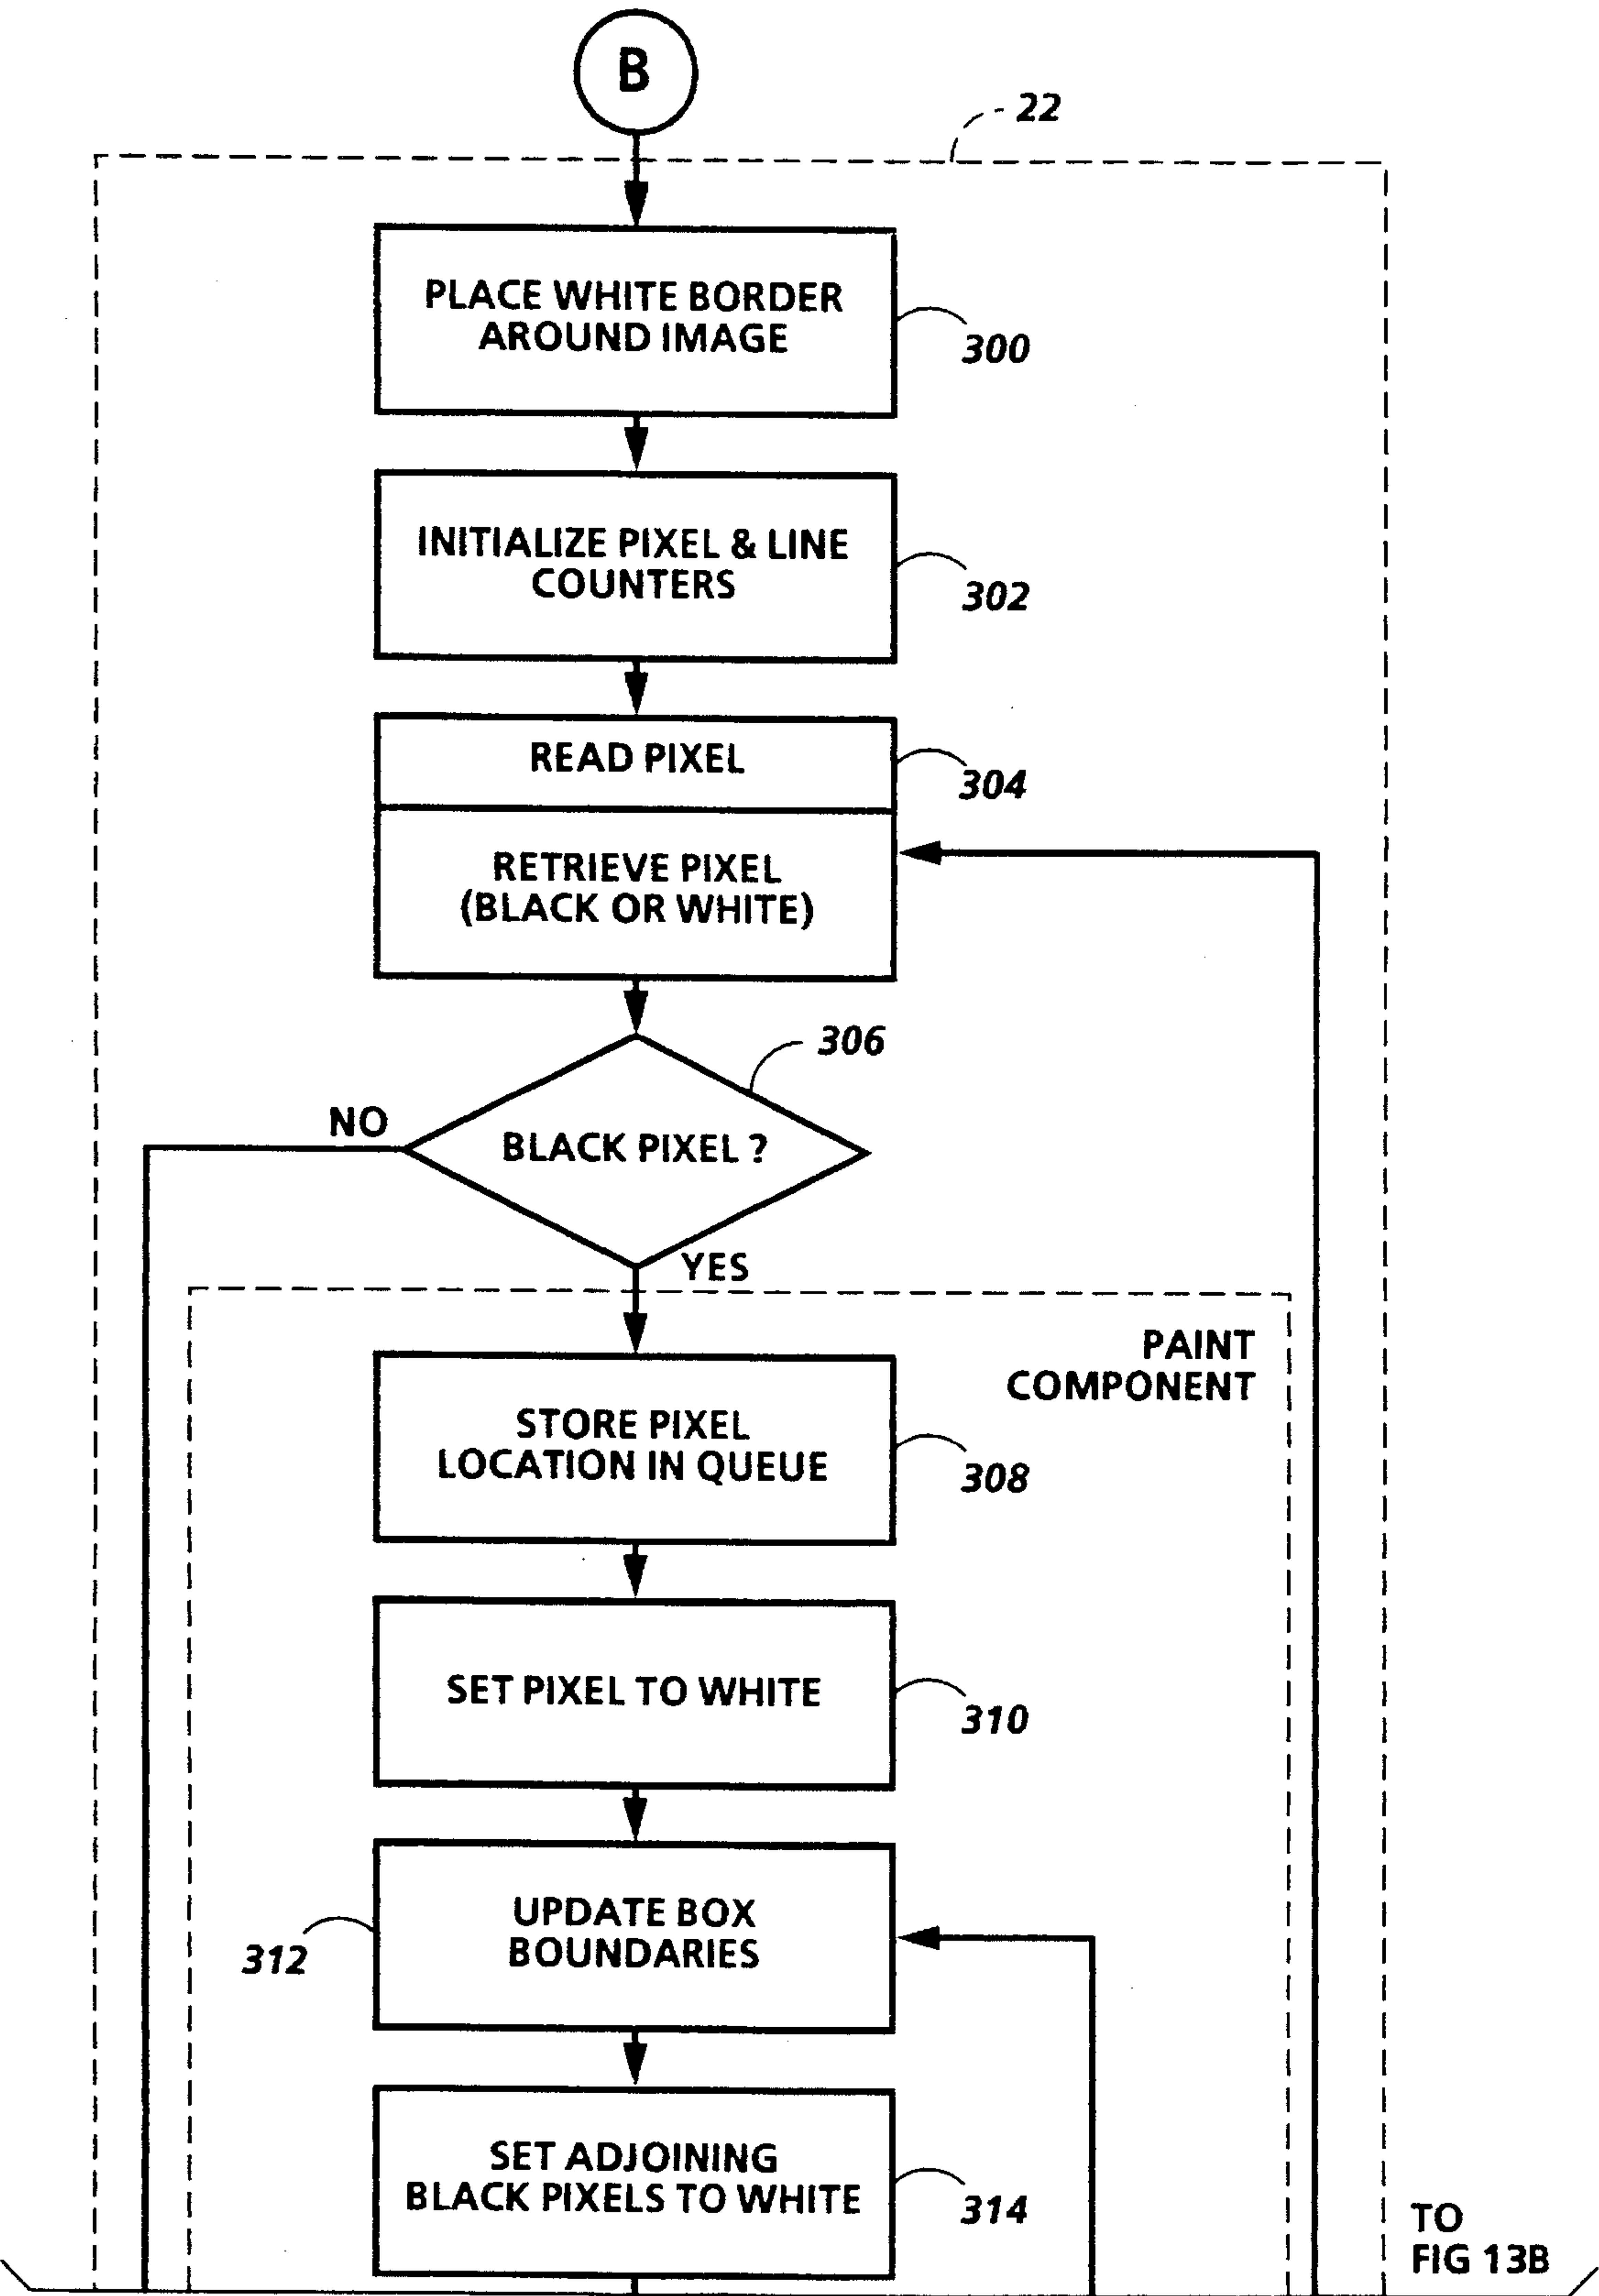 B
22
PLACE WHITE BORDER
AROUND IMAGE
300
INITIALIZE PIXEL & LINE
COUNTERS
302
READ PIXEL
304
RETRIEVE PIXEL
(BLACK OR WHITE)
306
NO
BLACK PIXEL ?
YES
PAINT
COMPONENT
STORE PIXEL
LOCATION IN QUEUE
308
SET PIXEL TO WHITE
310
UPDATE BOX
BOUNDARIES
312
SET ADJOINING
BLACK PIXELS TO WHITE
314
TO
FIG 13B